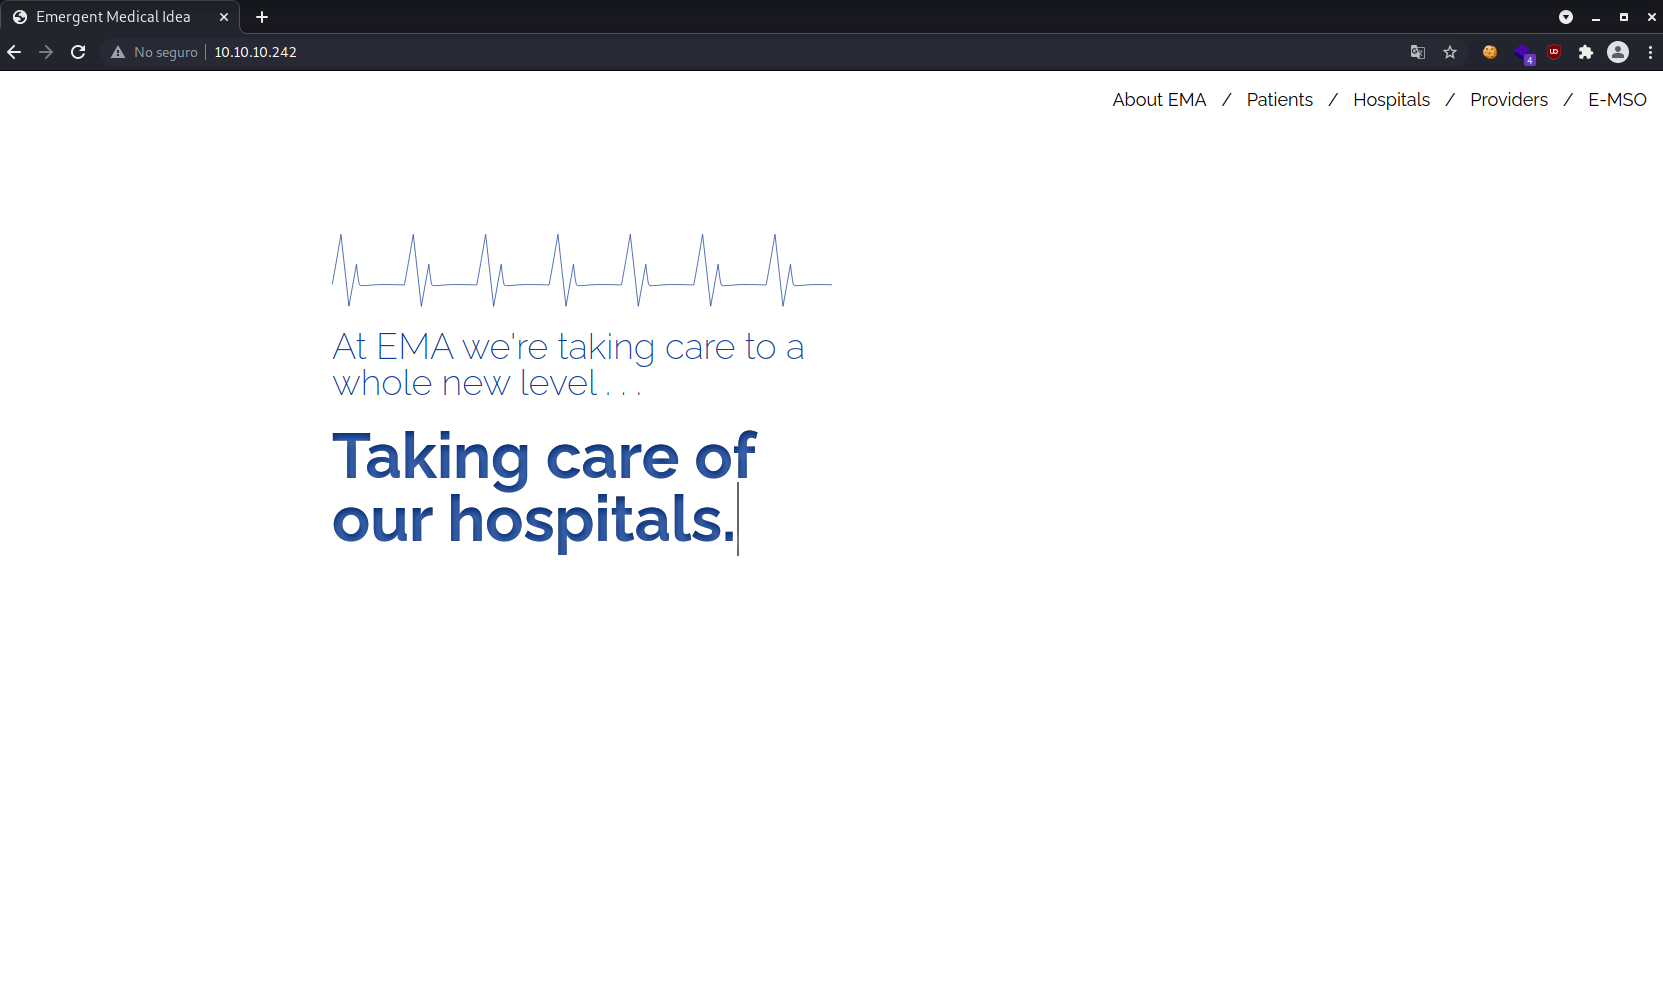 Emergent Medical Idea
No seguro 10.10.10.242
4
About EMA / Patients / Hospitals / Providers / E-MSO
At EMA we're taking care to a
whole new level . . .
Taking care of
our hospitals.